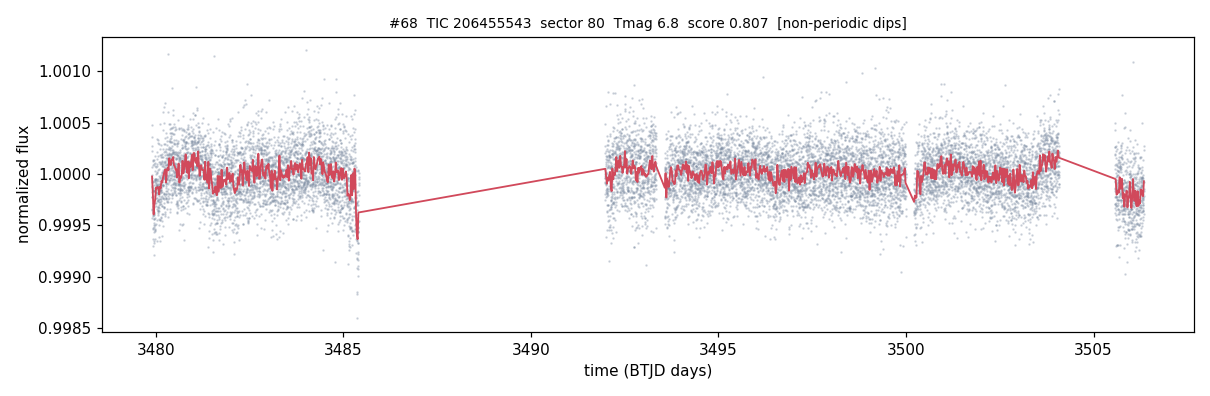 #68 TIC 206455543 sector 80 Tmag 6.8 score 0.807 [non-periodic dips]
normalized flux
1.0010
1.0005
1.0000
0.9995
0.9990
0.9985
3480 3485 3490 3495 3500 3505
time (BTJD days)